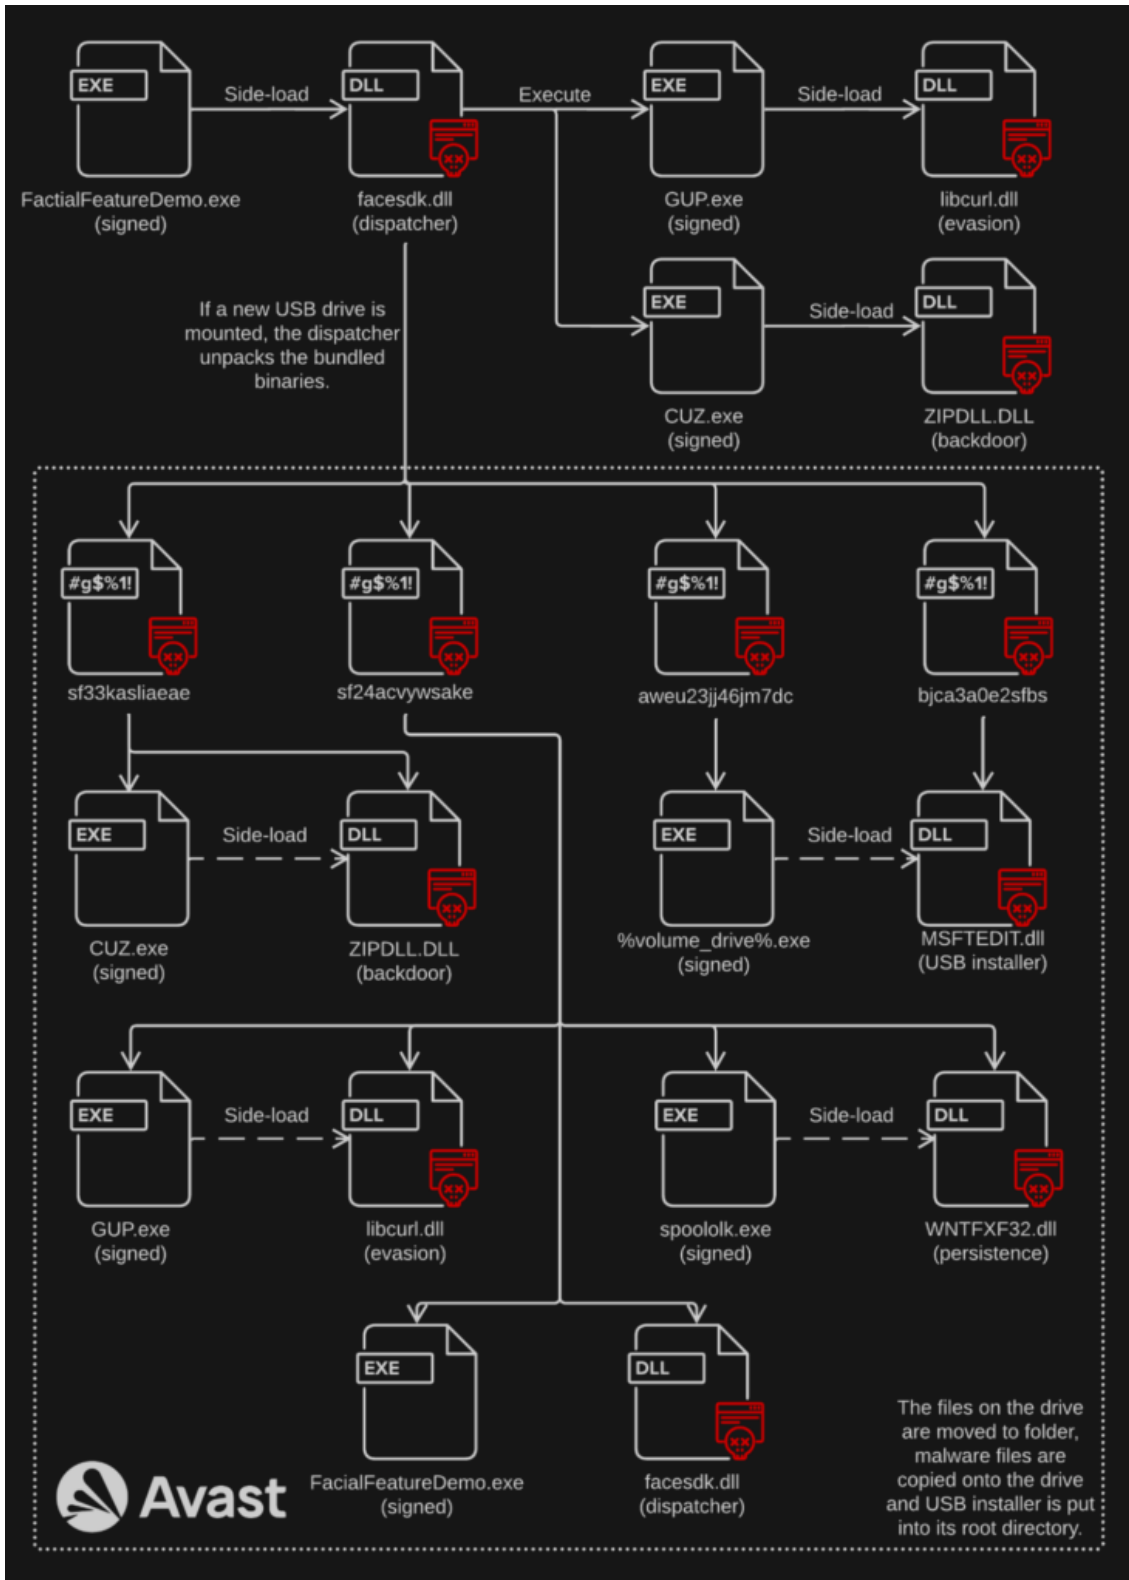 EXE
Side-load
DLL
Execute
EXE
Side-load
DLL
FactialFeatureDemo.exe
(signed)
facesdk.dll
(dispatcher)
GUP.exe
(signed)
libcurl.dll
(evasion)
If a new USB drive is
mounted, the dispatcher
unpacks the bundled
binaries.
EXE
Side-load
DLL
CUZ.exe
(signed)
ZIPDLL.DLL
(backdoor)
#g$%1!
#g$%1!
#g$%1!
#g$%1!
sf33kasliaeae
sf24acvywsake
aweu23jj46jm7dc
bjca3a0e2sfbs
EXE
Side-load
DLL
EXE
Side-load
DLL
CUZ.exe
(signed)
ZIPDLL.DLL
(backdoor)
%volume_drive%.exe
(signed)
MSFTEDIT.dll
(USB installer)
EXE
Side-load
DLL
EXE
Side-load
DLL
GUP.exe
(signed)
libcurl.dll
(evasion)
spoololk.exe
(signed)
WNTFXF32.dll
(persistence)
EXE
DLL
FacialFeatureDemo.exe
(signed)
facesdk.dll
(dispatcher)
The files on the drive
are moved to folder,
malware files are
copied onto the drive
and USB installer is put
into its root directory.
Avast